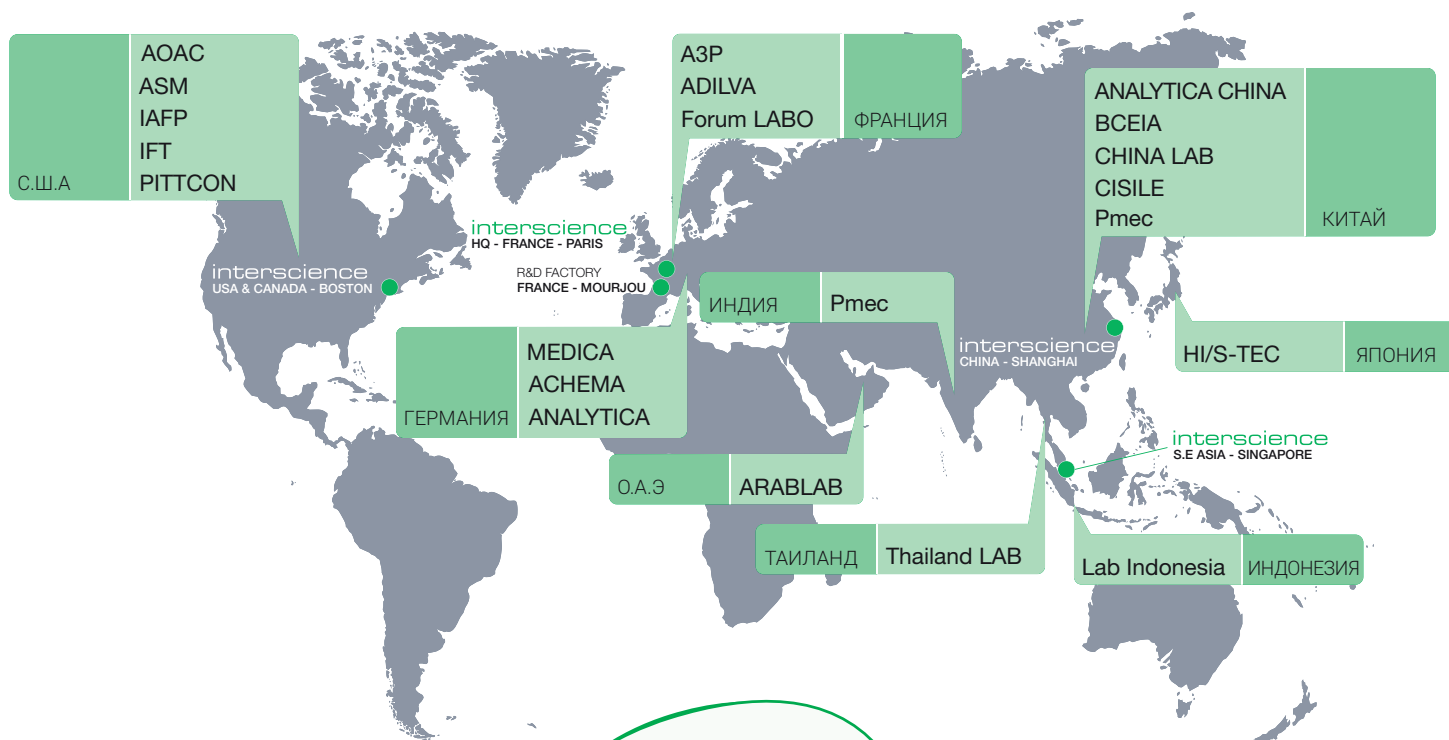 С.Ш.А
AOAC
ASM
IAFP
IFT
PITTCON
A3P
ADILVA
Forum LABO
ФРАНЦИЯ
ANALYTICA CHINA
BCEIA
CHINA LAB
CISILE
Pmec
КИТАЙ
interscience
HQ - FRANCE - PARIS
interscience
USA & CANADA - BOSTON
R&D FACTORY
FRANCE - MOURJOU
ИНДИЯ
Pmec
interscience
CHINA - SHANGHAI
HI/S-TEC
ЯПОНИЯ
ГЕРМАНИЯ
MEDICA
ACHEMA
ANALYTICA
interscience
S.E ASIA - SINGAPORE
О.А.Э
ARABLAB
ТАИЛАНД
Thailand LAB
Lab Indonesia
ИНДОНЕЗИЯ